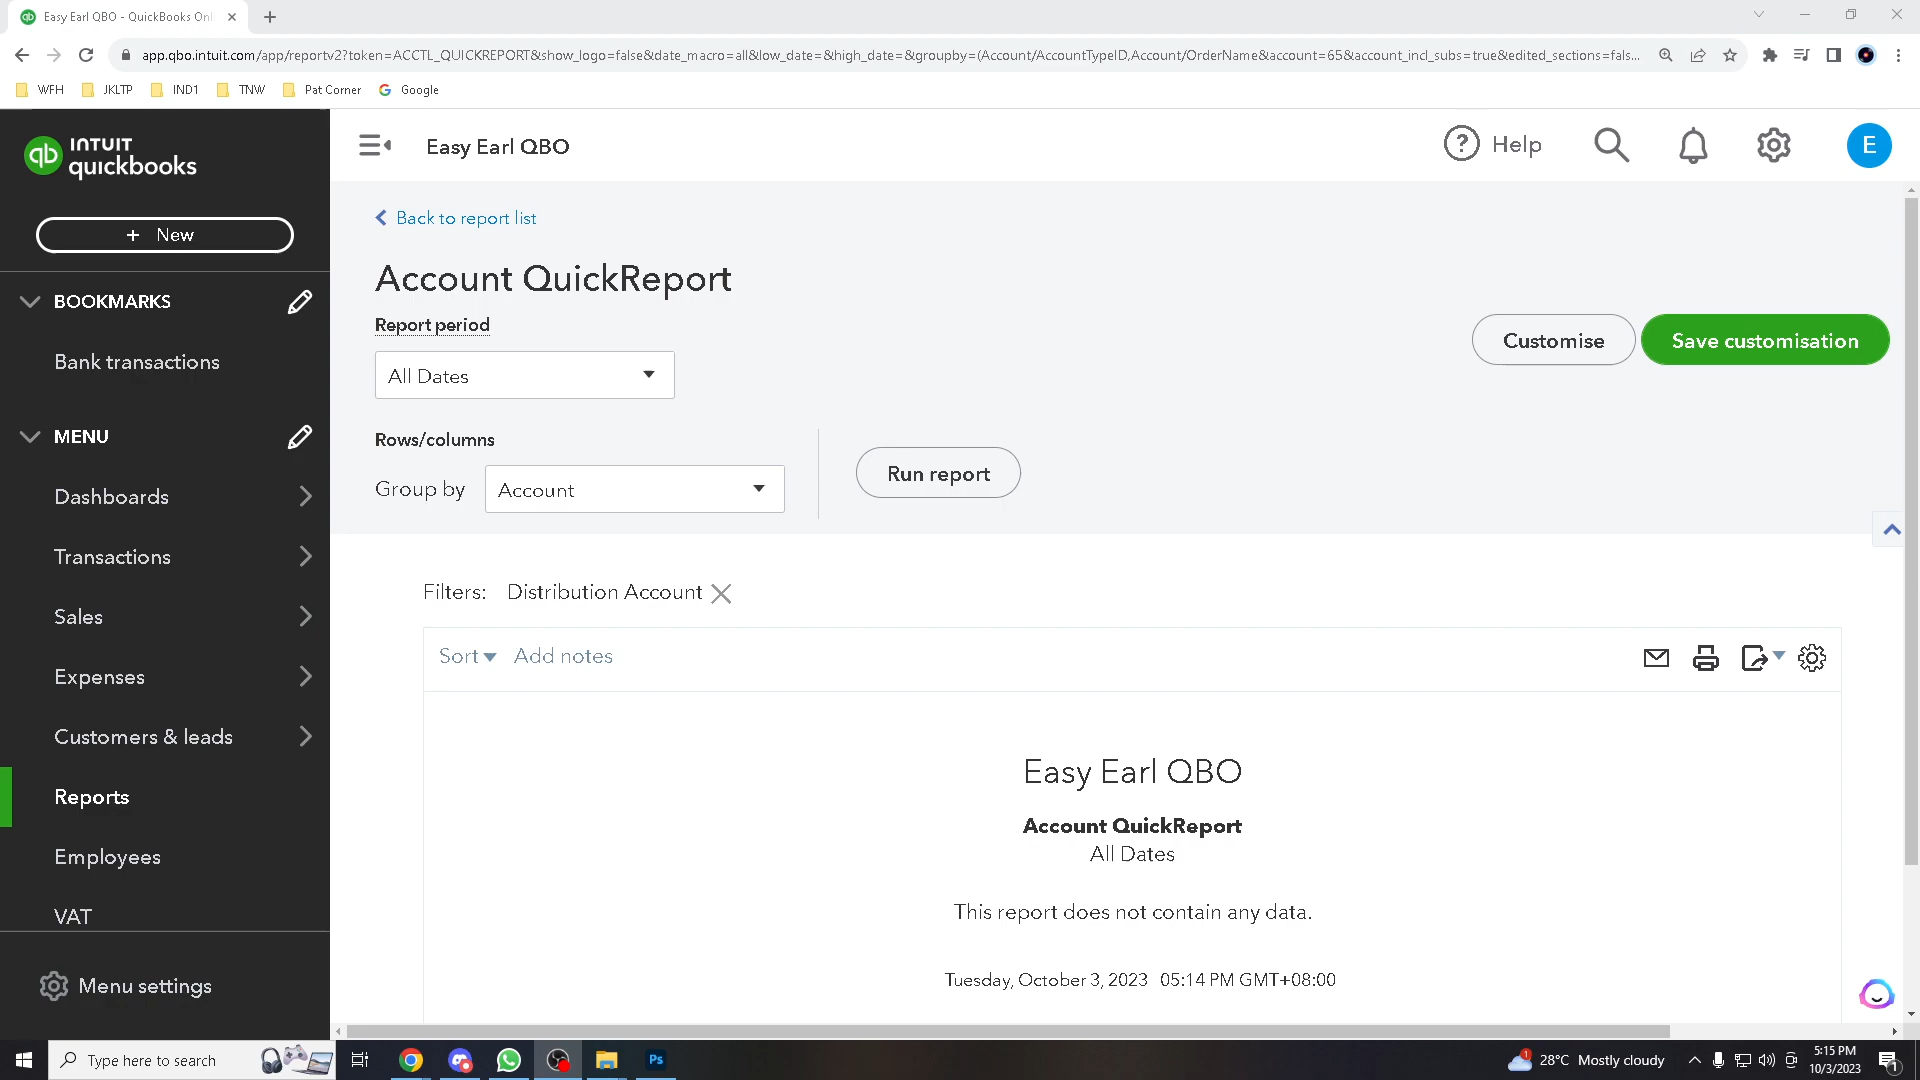 Easy Earl QBO - QuickBooks Onl
app.qbo.intuit.com/app/reportv2?token=ACCTL_QUICKREPORT&show_logo=false&date_macro=all&low_date=&high_date=&groupby=(Account/AccountTypeID,Account/OrderName&account=65&account_incl_subs=true&edited_sections=fals...
WFH JKLTP IND1 TNW Pat Corner Google
INTUIT
quickbooks
Easy Earl QBO
Help
E
+ New
Back to report list
BOOKMARKS
Account QuickReport
Report period
Customise
Save customisation
Bank transactions
All Dates
MENU
Rows/columns
Group by
Account
Run report
Dashboards
Transactions
Filters: Distribution Account
Sales
Sort
Add notes
Expenses
Customers & leads
Easy Earl QBO
Reports
Account QuickReport
All Dates
Employees
This report does not contain any data.
VAT
Tuesday, October 3, 2023 05:14 PM GMT+08:00
Menu settings
Type here to search
Ps
1
28°C Mostly cloudy
5:15 PM
10/3/2023
1